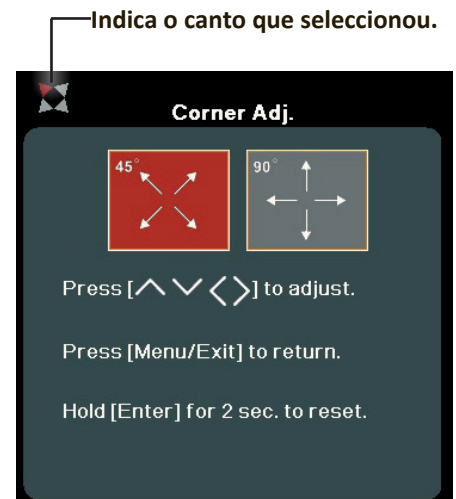 Indica o canto que seleccionou.
Corner Adj.
45° 90°
Press [∧ ∨ < >] to adjust.
Press [Menu/Exit] to return.
Hold [Enter] for 2 sec. to reset.